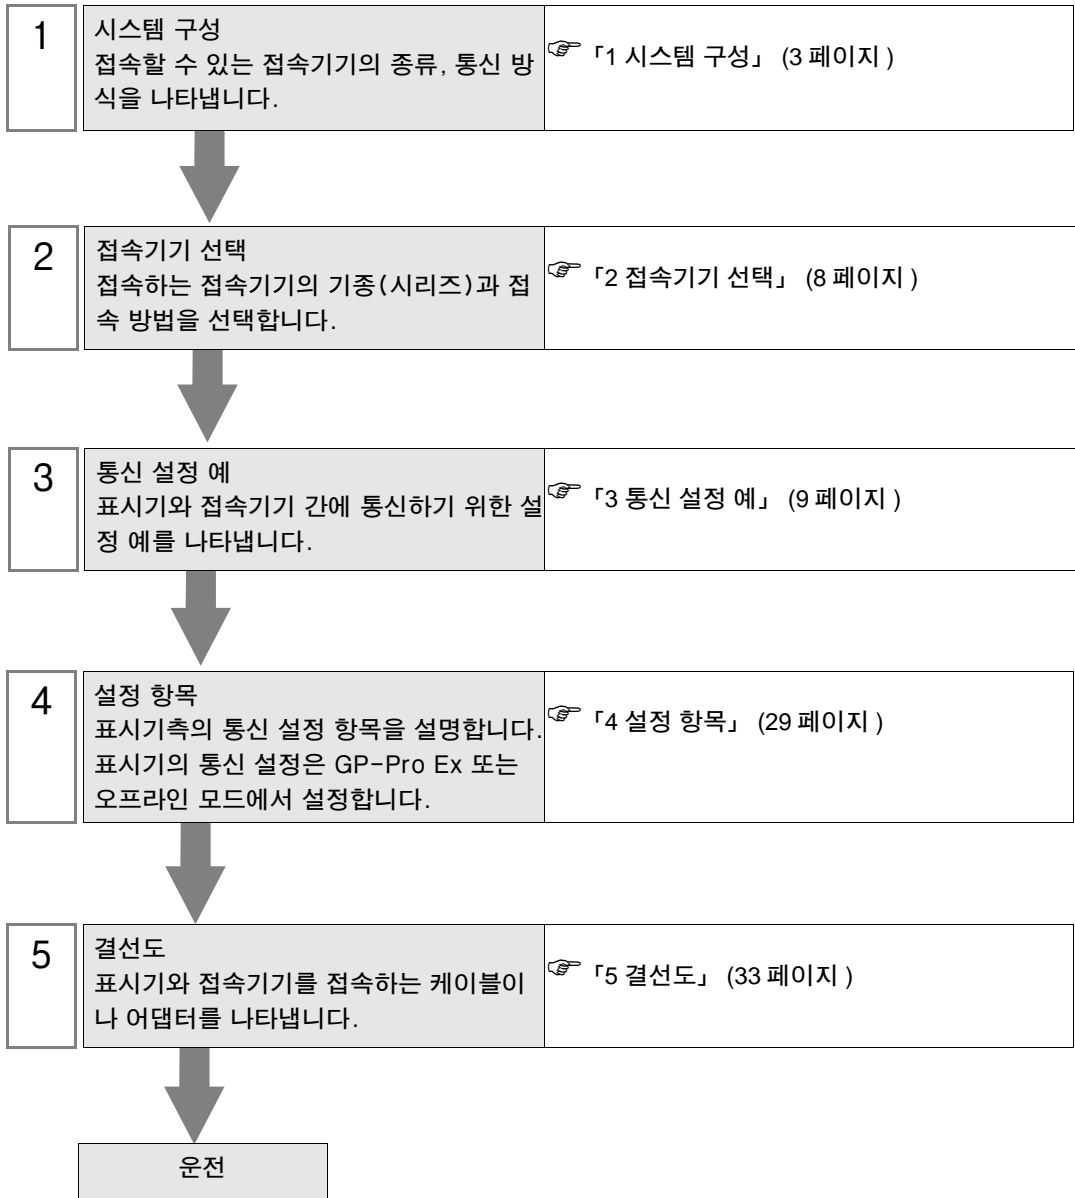 1
시스템 구성
접속할 수 있는 접속기기의 종류, 통신 방
식을 나타냅니다.
☞ 「1 시스템 구성」 (3 페이지 )
2
접속기기 선택
접속하는 접속기기의 기종(시리즈)과 접
속 방법을 선택합니다.
☞ 「2 접속기기 선택」 (8 페이지 )
3
통신 설정 예
표시기와 접속기기 간에 통신하기 위한 설
정 예를 나타냅니다.
☞ 「3 통신 설정 예」 (9 페이지 )
4
설정 항목
표시기측의 통신 설정 항목을 설명합니다.
표시기의 통신 설정은 GP-Pro Ex 또는
오프라인 모드에서 설정합니다.
☞ 「4 설정 항목」 (29 페이지 )
5
결선도
표시기와 접속기기를 접속하는 케이블이
나 어댑터를 나타냅니다.
☞ 「5 결선도」 (33 페이지 )
운전